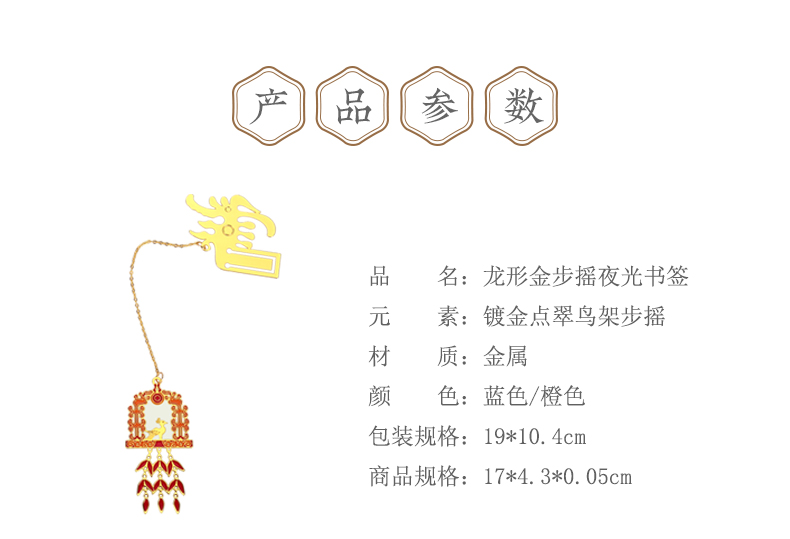 产品参数
品　　名：龙形金步摇夜光书签
元　　素：镀金点翠鸟架步摇
材　　质：金属
颜　　色：蓝色/橙色
包装规格：19*10.4cm
商品规格：17*4.3*0.05cm